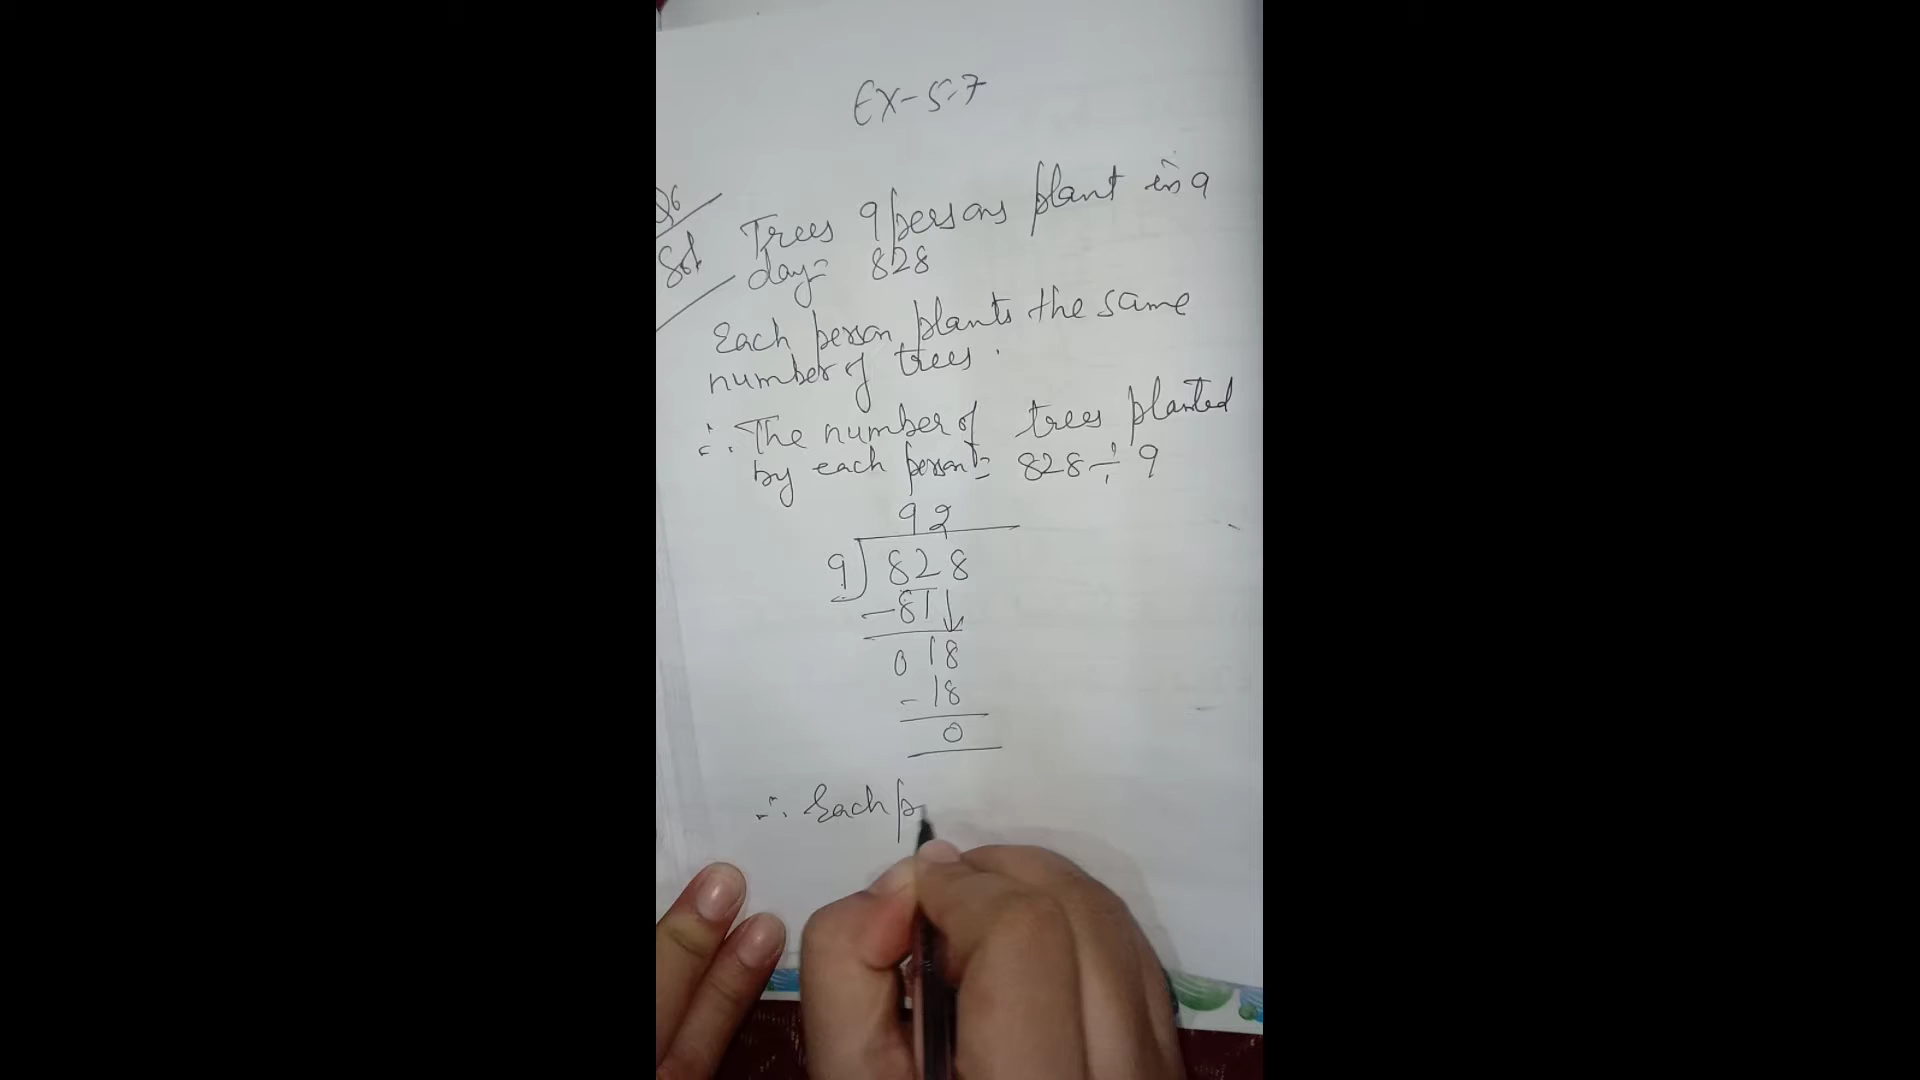 EX-5.7
Q6
Sol Trees 9 persons plant in a
day= 828
Each person plants the same
number of trees.
∴ The number of trees planted
by each person = 828 ÷ 9
92
9) 828
-81↓
018
-18
0
∴ Each p